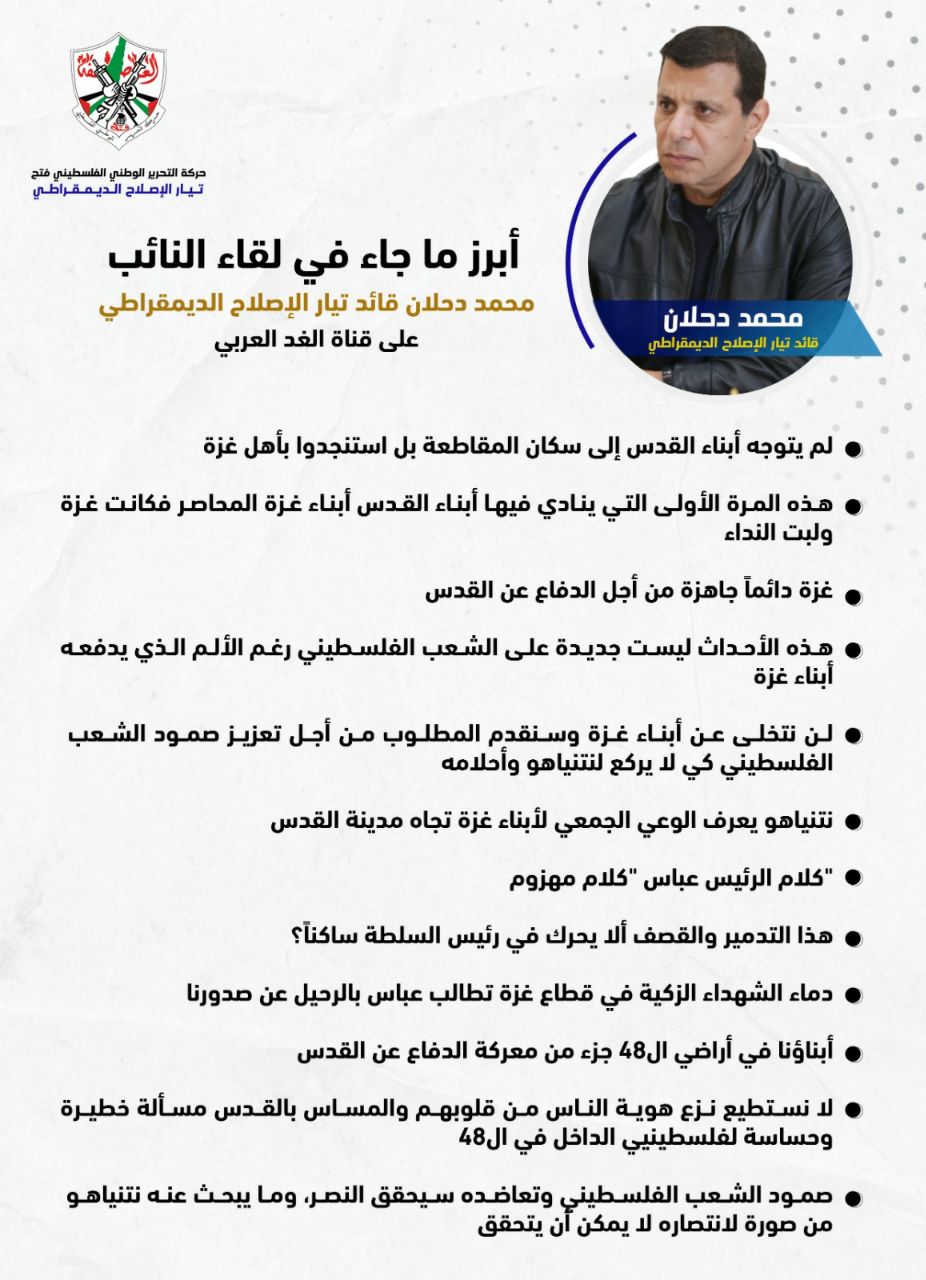 حركة التحرير الوطني الفلسطيني فتح
تيار الإصلاح الديمقراطي
أبرز ما جاء في لقاء النائب
محمد دحلان قائد تيار الإصلاح الديمقراطي
على قناة الغد العربي
محمد دحلان
قائد تيار الإصلاح الديمقراطي
لم يتوجه أبناء القدس إلى سكان المقاطعة بل استنجدوا بأهل غزة
هذه المرة الأولى التي ينادي فيها أبناء القدس أبناء غزة المحاصر فكانت غزة
ولبت النداء
غزة دائماً جاهزة من أجل الدفاع عن القدس
هذه الأحداث ليست جديدة على الشعب الفلسطيني رغم الألم الذي يدفعه
أبناء غزة
لن نتخلى عن أبناء غزة وسنقدم المطلوب من أجل تعزيز صمود الشعب
الفلسطيني كي لا يركع لنتنياهو وأحلامه
نتنياهو يعرف الوعي الجمعي لأبناء غزة تجاه مدينة القدس
"كلام الرئيس عباس "كلام مهزوم
هذا التدمير والقصف ألا يحرك في رئيس السلطة ساكناً؟
دماء الشهداء الزكية في قطاع غزة تطالب عباس بالرحيل عن صدورنا
أبناؤنا في أراضي ال48 جزء من معركة الدفاع عن القدس
لا نستطيع نزع هوية الناس من قلوبهم والمساس بالقدس مسألة خطيرة
وحساسة لفلسطينيي الداخل في ال48
صمود الشعب الفلسطيني وتعاضده سيحقق النصر، وما يبحث عنه نتنياهو
من صورة لانتصاره لا يمكن أن يتحقق